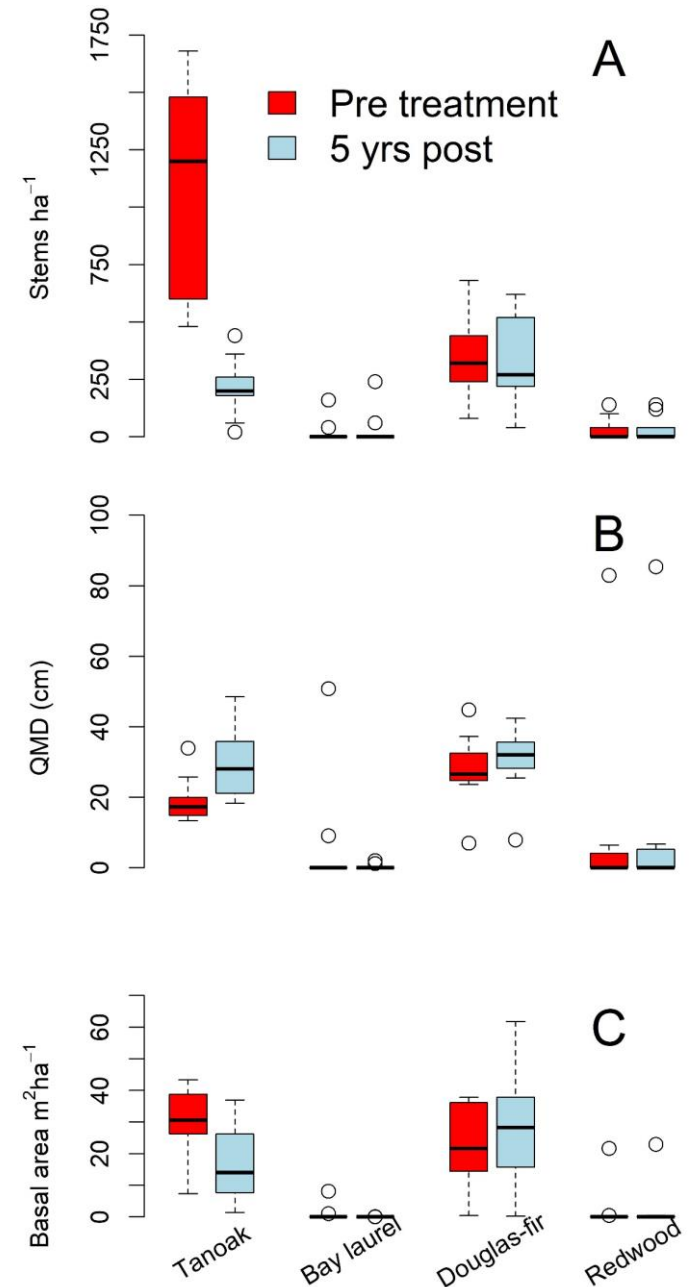 A
Pre treatment
5 yrs post
Stems ha⁻¹
1750
1250
750
250
0
B
QMD (cm)
100
80
60
40
20
0
C
Basal area m²ha⁻¹
60
40
20
0
Tanoak
Bay laurel
Douglas-fir
Redwood